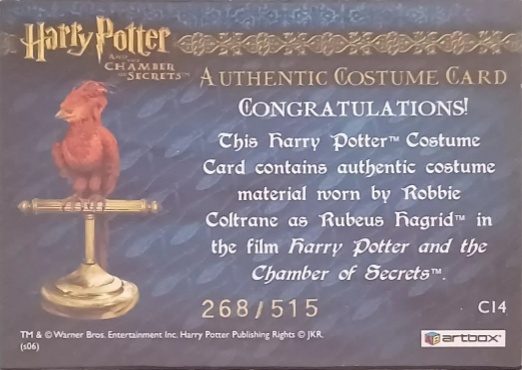 Harry Potter
AND THE
CHAMBER
OF SECRETS™
AUTHENTIC COSTUME CARD
CONGRATULATIONS!
This Harry Potter™ Costume
Card contains authentic costume
material worn by Robbie
Coltrane as Rubeus Hagrid™ in
the film Harry Potter and the
Chamber of Secrets™.
268/515
C14
TM & © Warner Bros. Entertainment Inc. Harry Potter Publishing Rights © JKR.
(s06)
artbox